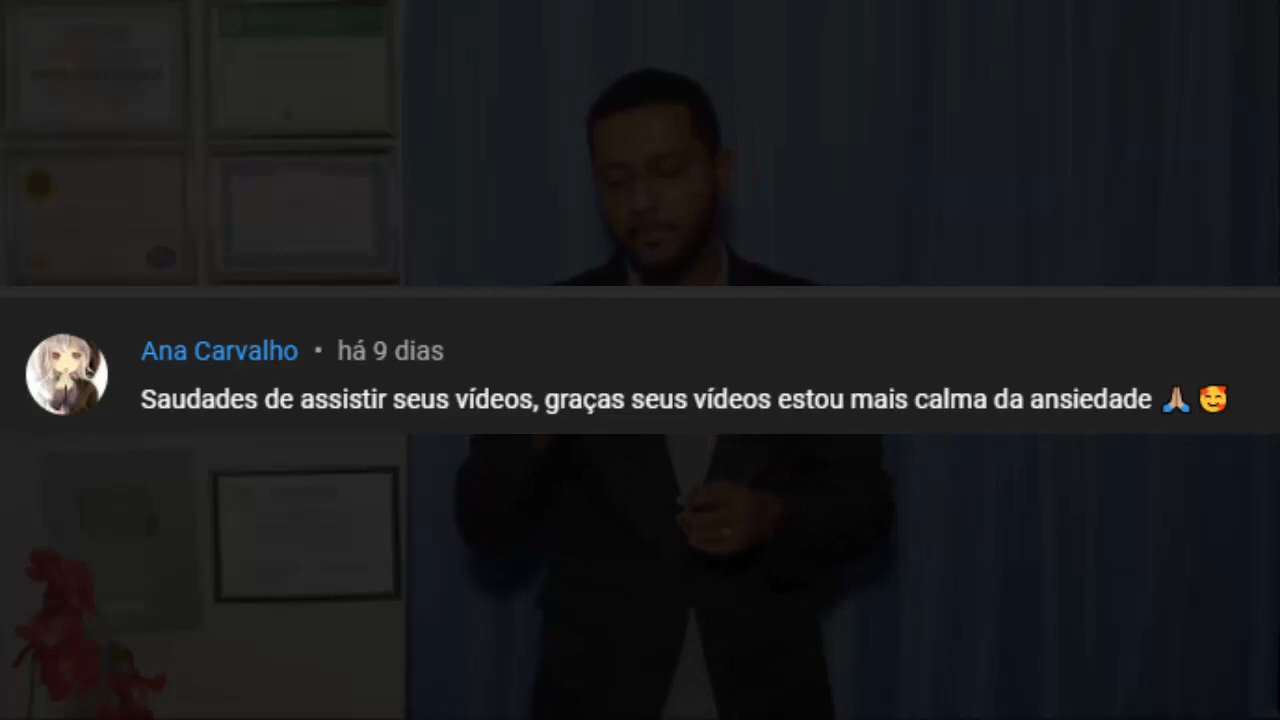 Ana Carvalho • há 9 dias
Saudades de assistir seus vídeos, graças seus vídeos estou mais calma da ansiedade 🙏🏼 🥰